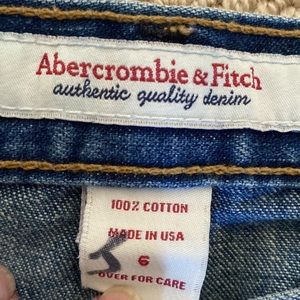 Abercrombie & Fitch
authentic quality denim
100% COTTON
MADE IN USA
6
OVER FOR CARE